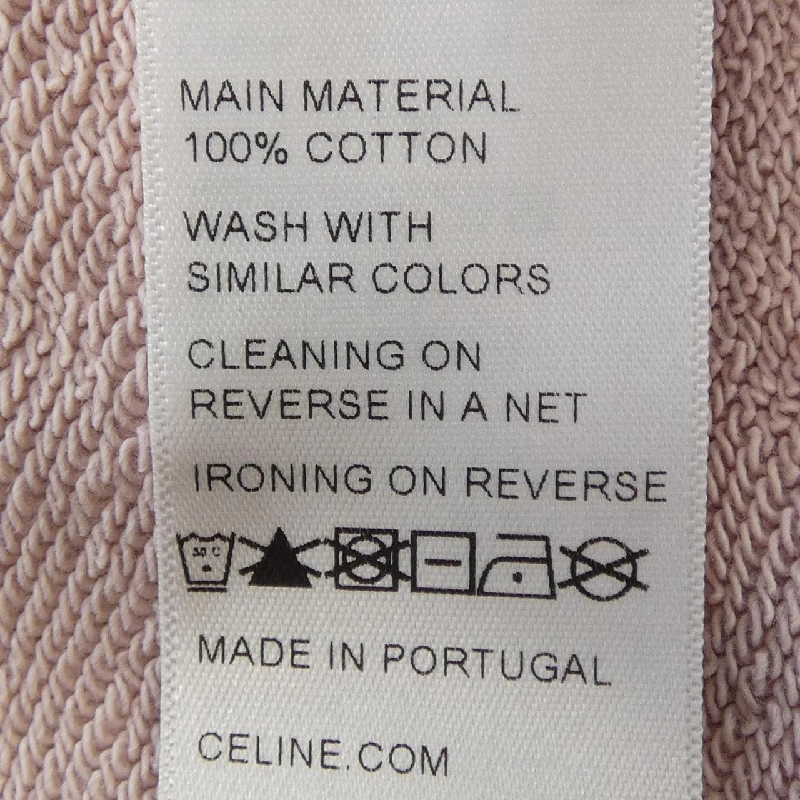 MAIN MATERIAL
100% COTTON
WASH WITH
SIMILAR COLORS
CLEANING ON
REVERSE IN A NET
IRONING ON REVERSE
30°C
MADE IN PORTUGAL
CELINE.COM